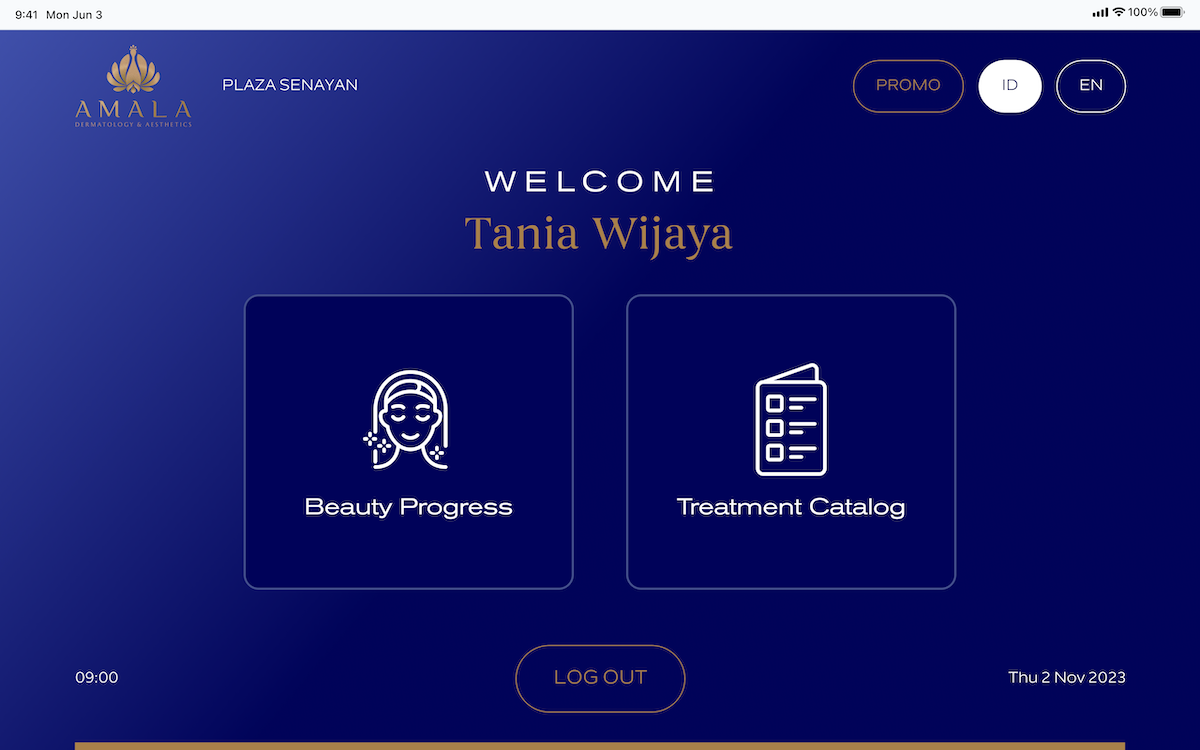 9:41 Mon Jun 3
100%
AMALA
DERMATOLOGY & AESTHETICS
PLAZA SENAYAN
PROMO
ID
EN
WELCOME
Tania Wijaya
Beauty Progress
Treatment Catalog
09:00
LOG OUT
Thu 2 Nov 2023